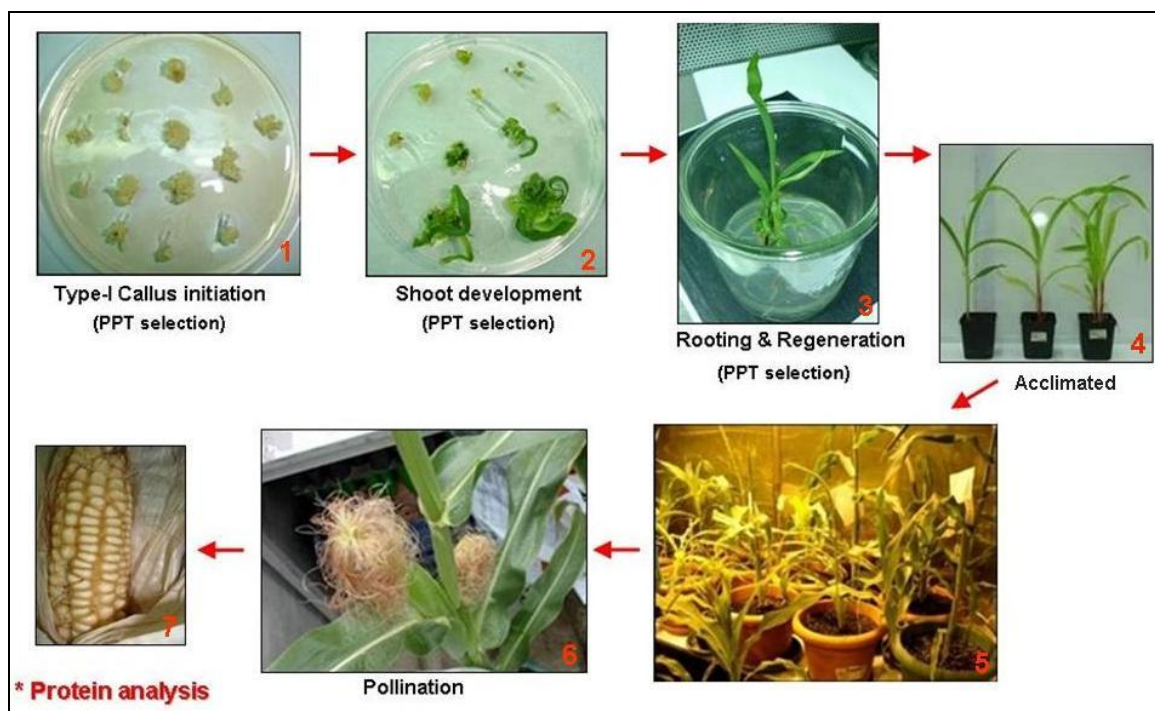 1
Type-I Callus initiation
(PPT selection)
2
Shoot development
(PPT selection)
3
Rooting & Regeneration
(PPT selection)
4
Acclimated
5
6
Pollination
7
* Protein analysis